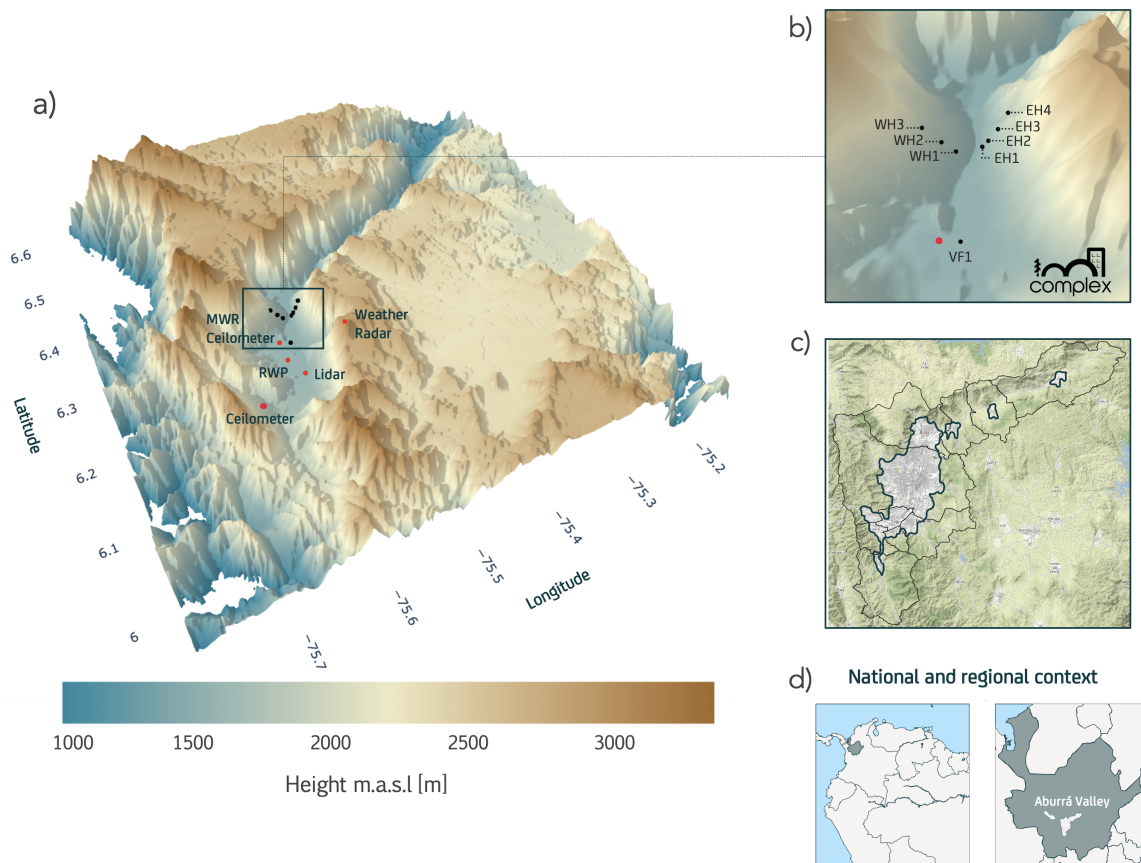 a)
6.6
6.5
6.4
6.3
6.2
6.1
6
Latitude
MWR
Ceilometer
RWP
Ceilometer
Lidar
Weather
Radar
−75.2
−75.3
−75.4
−75.5
−75.6
−75.7
Longitude
1000
1500
2000
2500
3000
Height m.a.s.l [m]
b)
WH3
WH2
WH1
EH4
EH3
EH2
EH1
VF1
complex
c)
d)
National and regional context
Aburrá Valley